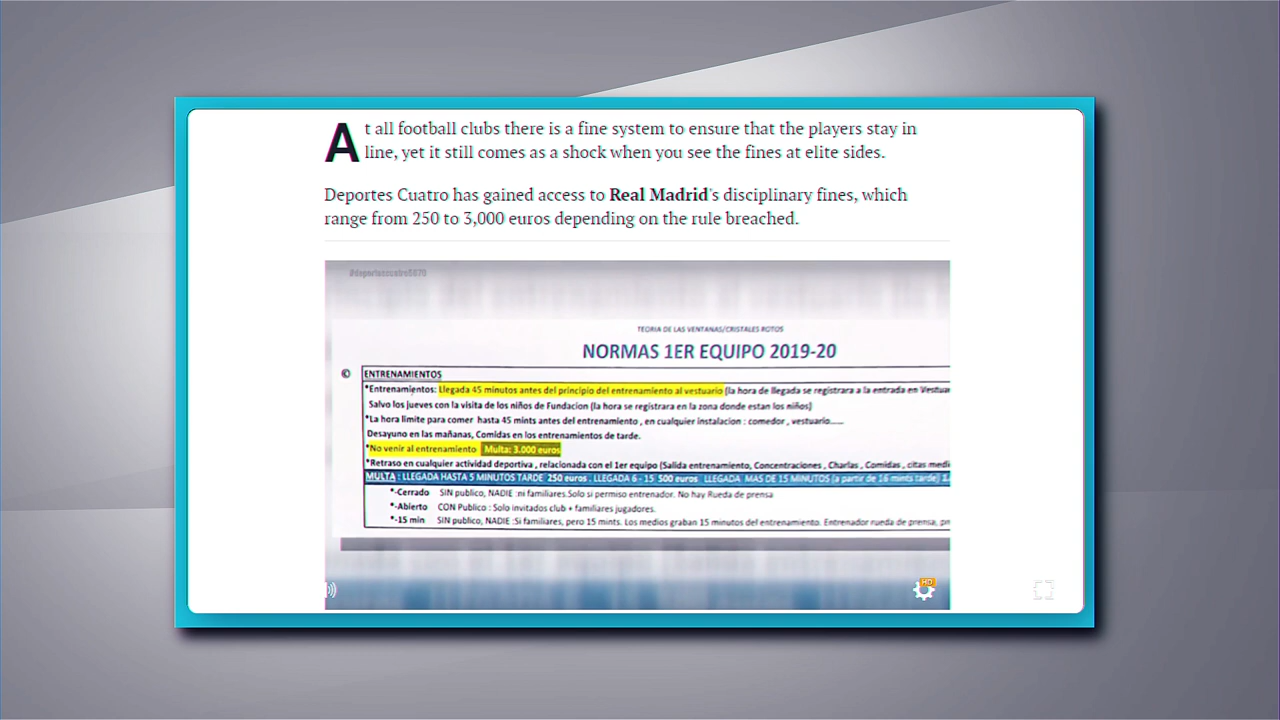 At all football clubs there is a fine system to ensure that the players stay in
line, yet it still comes as a shock when you see the fines at elite sides.
Deportes Cuatro has gained access to Real Madrid's disciplinary fines, which
range from 250 to 3,000 euros depending on the rule breached.
TEORIA DE LAS VENTANAS/CRISTALES ROTOS
NORMAS 1ER EQUIPO 2019-20
© ENTRENAMIENTOS
*Entrenamientos: Llegada 45 minutos antes del principio del entrenamiento al vestuario (la hora de llegada se registrara a la entrada en Vestua
Salvo los jueves con la visita de los niños de Fundacion (la hora se registrara en la zona donde estan los niños)
*La hora limite para comer hasta 45 mints antes del entrenamiento , en cualquier instalacion : comedor , vestuario.....
Desayuno en las mañanas, Comidas en los entrenamientos de tarde.
*No venir al entrenamiento Multa: 3.000 euros
*Retraso en cualquier actividad deportiva , relacionada con el 1er equipo (Salida entrenamiento, Concentraciones , Charlas , Comidas , citas medi
MULTA : LLEGADA HASTA 5 MINUTOS TARDE 250 euros . LLEGADA 6 - 15 500 euros LLEGADA MAS DE 15 MINUTOS (a partir de 16 mints tarde)
*-Cerrado SIN publico, NADIE :ni familiares.Solo si permiso entrenador. No hay Rueda de prensa
*-Abierto CON Publico : Solo invitados club + familiares jugadores.
*-15 min SIN publico, NADIE :Si familiares, pero 15 mints. Los medios graban 15 minutos del entrenamiento. Entrenador rueda de prensa, pr
HD